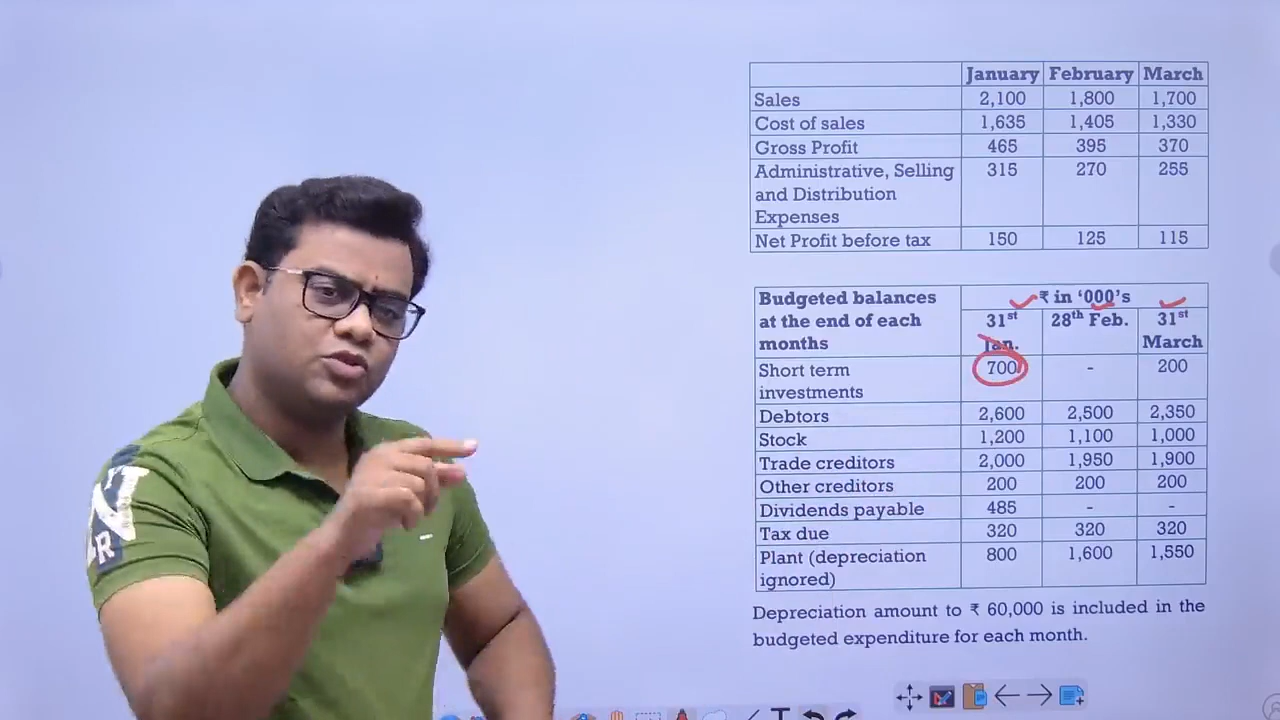 January February March
Sales 2,100 1,800 1,700
Cost of sales 1,635 1,405 1,330
Gross Profit 465 395 370
Administrative, Selling 315 270 255
and Distribution
Expenses
Net Profit before tax 150 125 115
Budgeted balances ₹ in ‘000’s
at the end of each 31st 28th Feb. 31st
months Jan. March
Short term 700 - 200
investments
Debtors 2,600 2,500 2,350
Stock 1,200 1,100 1,000
Trade creditors 2,000 1,950 1,900
Other creditors 200 200 200
Dividends payable 485 - -
Tax due 320 320 320
Plant (depreciation 800 1,600 1,550
ignored)
Depreciation amount to ₹ 60,000 is included in the
budgeted expenditure for each month.
N
R
T